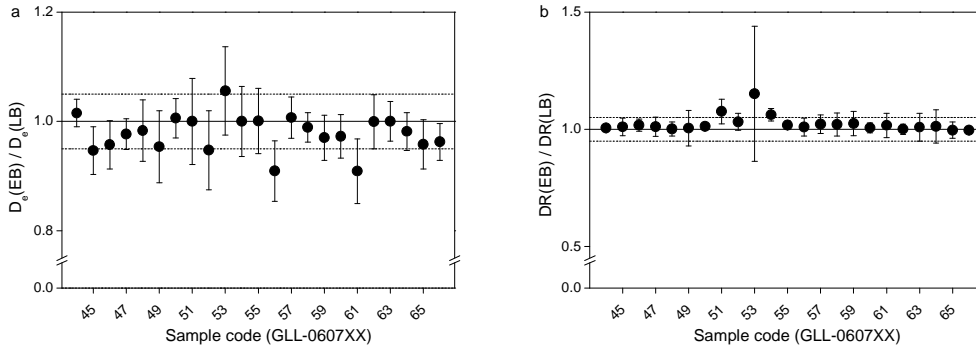 a
1.2
1.0
0.8
0.0
Dₑ(EB) / Dₑ(LB)
45 47 49 51 53 55 57 59 61 63 65
Sample code (GLL-0607XX)
b
1.5
1.0
0.5
0.0
DR(EB) / DR(LB)
45 47 49 51 53 55 57 59 61 63 65
Sample code (GLL-0607XX)